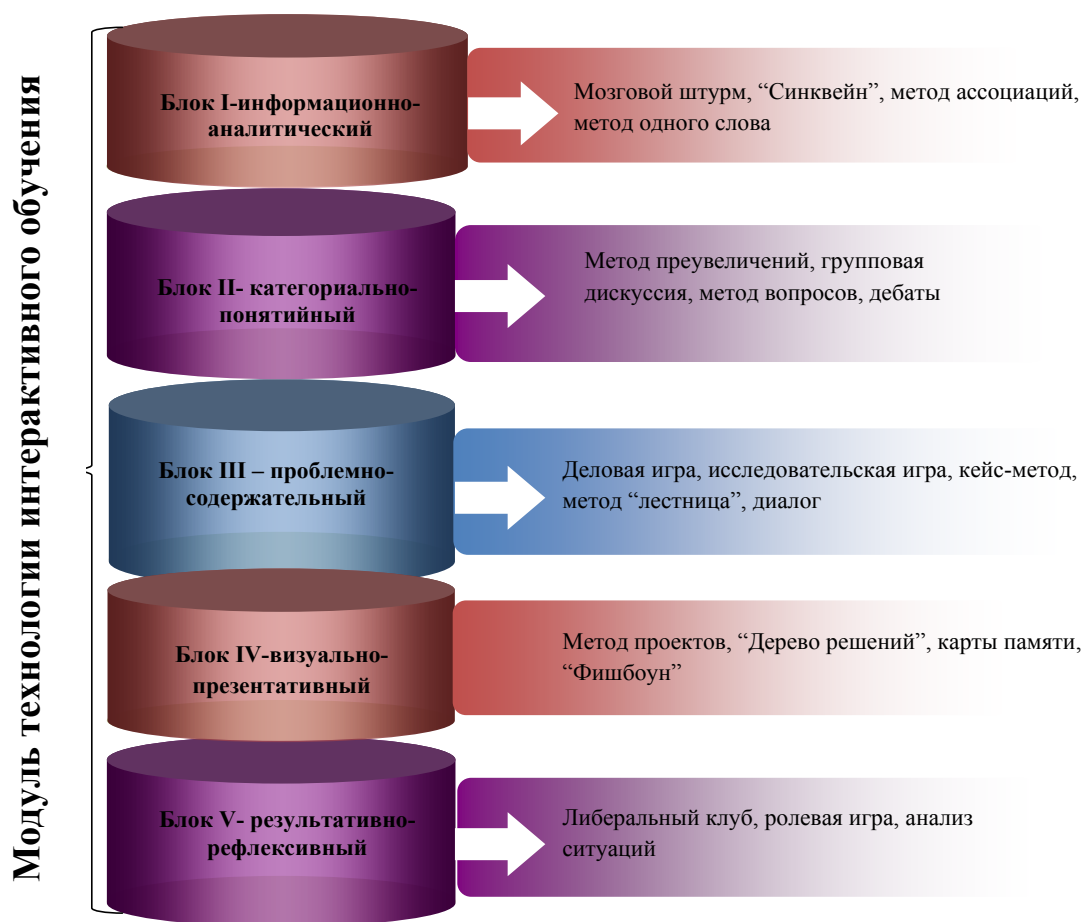 Модуль технологии интерактивного обучения
Блок I-информационно-
аналитический
Мозговой штурм, “Синквейн”, метод ассоциаций,
метод одного слова
Блок II- категориально-
понятийный
Метод преувеличений, групповая
дискуссия, метод вопросов, дебаты
Блок III – проблемно-
содержательный
Деловая игра, исследовательская игра, кейс-метод,
метод “лестница”, диалог
Блок IV-визуально-
презентативный
Метод проектов, “Дерево решений”, карты памяти,
“Фишбоун”
Блок V- результативно-
рефлексивный
Либеральный клуб, ролевая игра, анализ
ситуаций